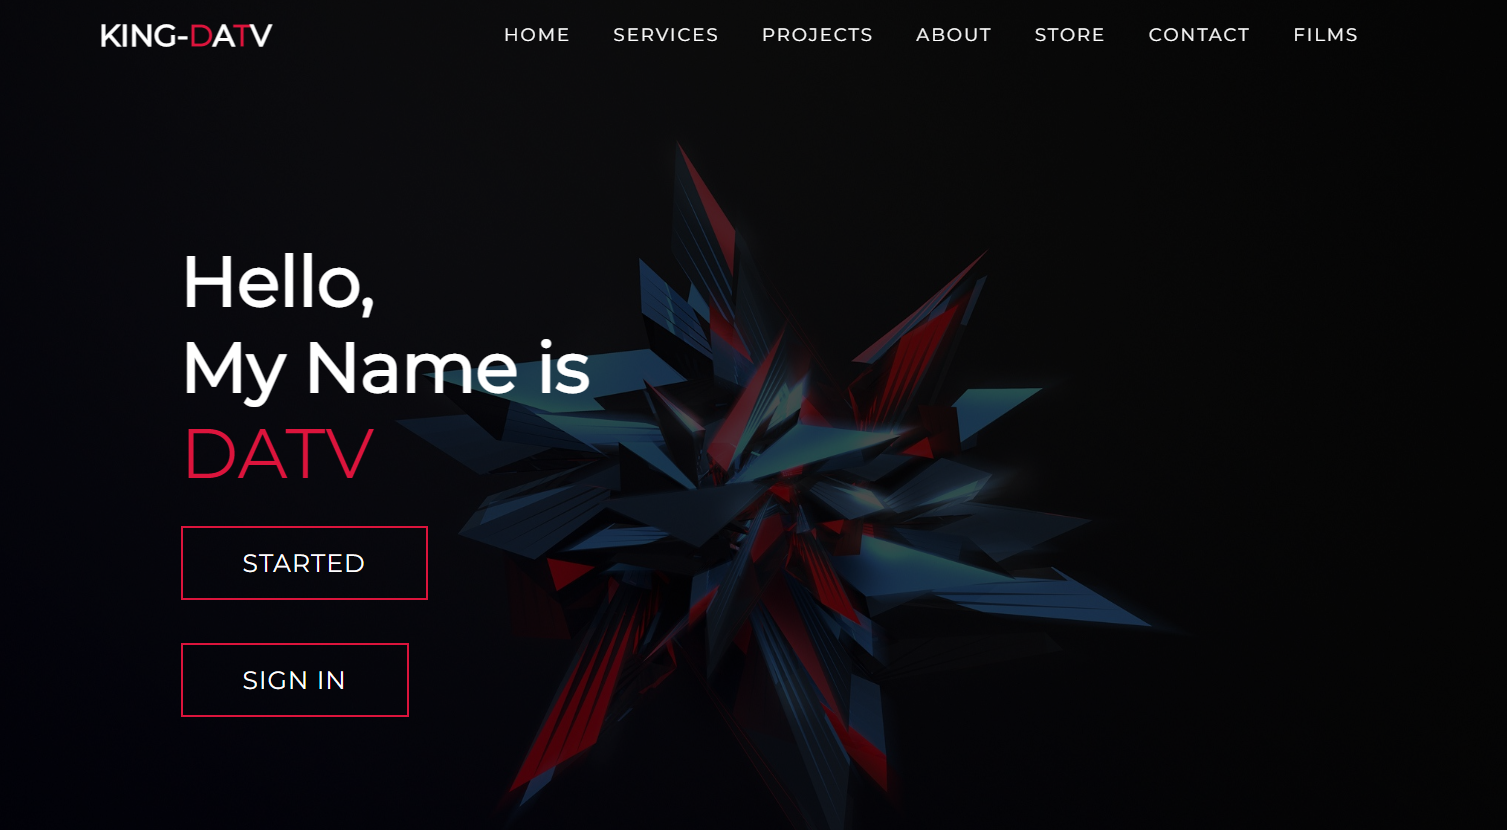 KING-DATV
HOME SERVICES PROJECTS ABOUT STORE CONTACT FILMS
Hello,
My Name is
DATV
STARTED
SIGN IN